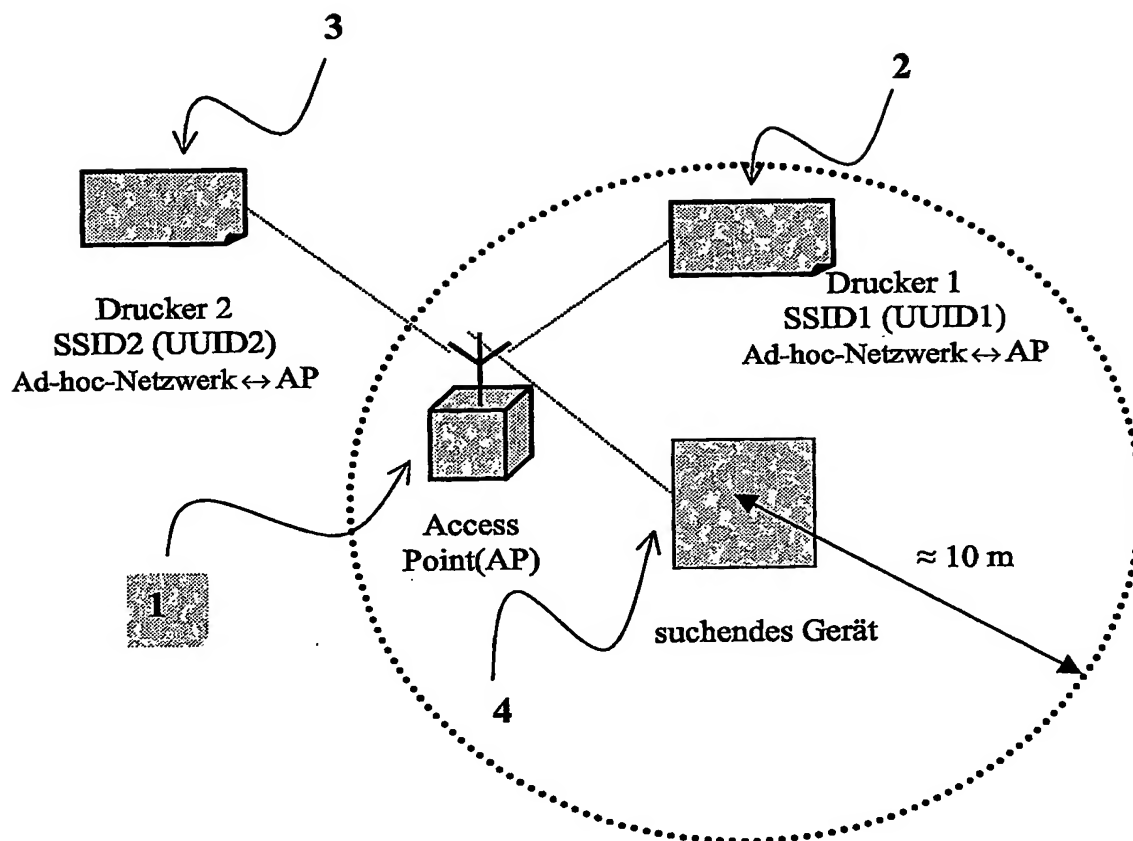 3
2
Drucker 2
SSID2 (UUID2)
Ad-hoc-Netzwerk ↔ AP
Drucker 1
SSID1 (UUID1)
Ad-hoc-Netzwerk ↔ AP
Access
Point(AP)
≈ 10 m
1
suchendes Gerät
4